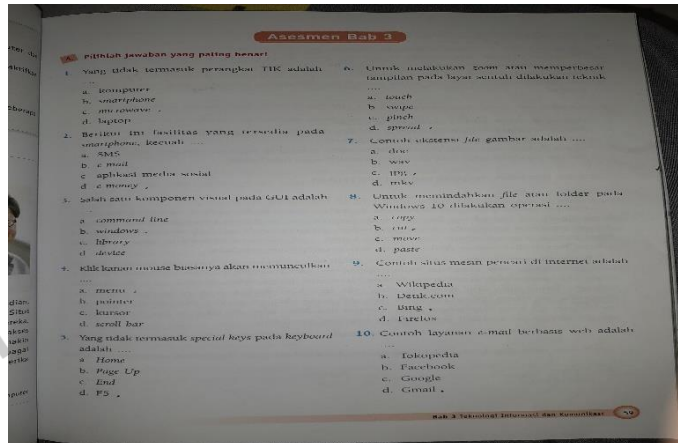 Asesmen Bab 3
A. Pilihlah jawaban yang paling benar!
1. Yang tidak termasuk perangkat TIK adalah
....
a. komputer
b. smartphone
c. microwave
d. laptop
2. Berikut ini fasilitas yang tersedia pada
smartphone, kecuali ....
a. SMS
b. e-mail
c. aplikasi media sosial
d. e-money
3. Salah satu komponen visual pada GUI adalah
....
a. command line
b. windows
c. library
d. device
4. Klik kanan mouse biasanya akan memunculkan
....
a. menu
b. pointer
c. kursor
d. scroll bar
5. Yang tidak termasuk special keys pada keyboard
adalah ....
a. Home
b. Page Up
c. End
d. F5
6. Untuk melakukan zoom atau memperbesar
tampilan pada layar sentuh dilakukan teknik
....
a. touch
b. swipe
c. pinch
d. spread
7. Contoh ekstensi file gambar adalah ....
a. doc
b. wav
c. jpg
d. mkv
8. Untuk memindahkan file atau folder pada
Windows 10 dilakukan operasi ....
a. copy
b. cut
c. move
d. paste
9. Contoh situs mesin pencari di internet adalah
....
a. Wikipedia
b. Detik.com
c. Bing
d. Firefox
10. Contoh layanan e-mail berbasis web adalah
...
a. Tokopedia
b. Facebook
c. Google
d. Gmail
Bab 3 Teknologi Informasi dan Komunikasi 59